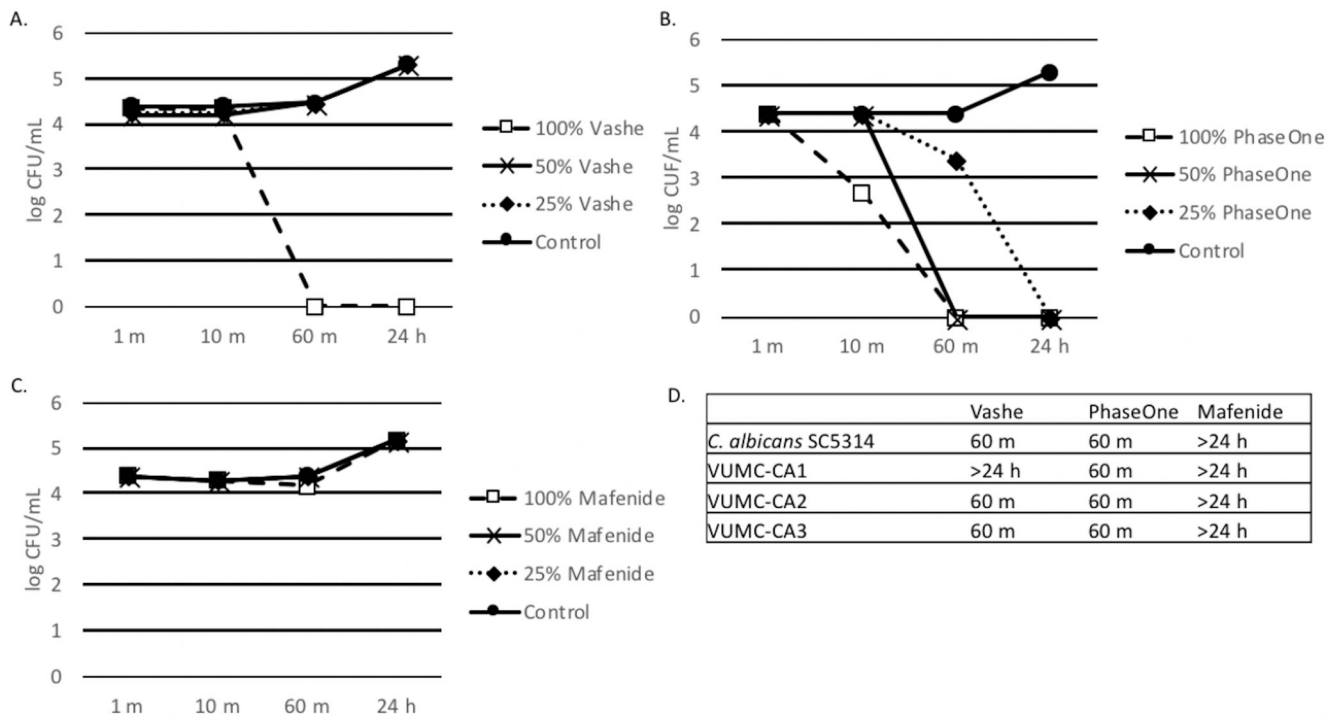 A.
6
5
4
3
2
1
0
log CFU/mL
1 m 10 m 60 m 24 h
100% Vashe
50% Vashe
25% Vashe
Control
B.
6
5
4
3
2
1
0
log CUF/mL
1 m 10 m 60 m 24 h
100% PhaseOne
50% PhaseOne
25% PhaseOne
Control
C.
6
5
4
3
2
1
0
log CFU/mL
1 m 10 m 60 m 24 h
100% Mafenide
50% Mafenide
25% Mafenide
Control
D.
Vashe PhaseOne Mafenide
C. albicans SC5314 60 m 60 m >24 h
VUMC-CA1 >24 h 60 m >24 h
VUMC-CA2 60 m 60 m >24 h
VUMC-CA3 60 m 60 m >24 h